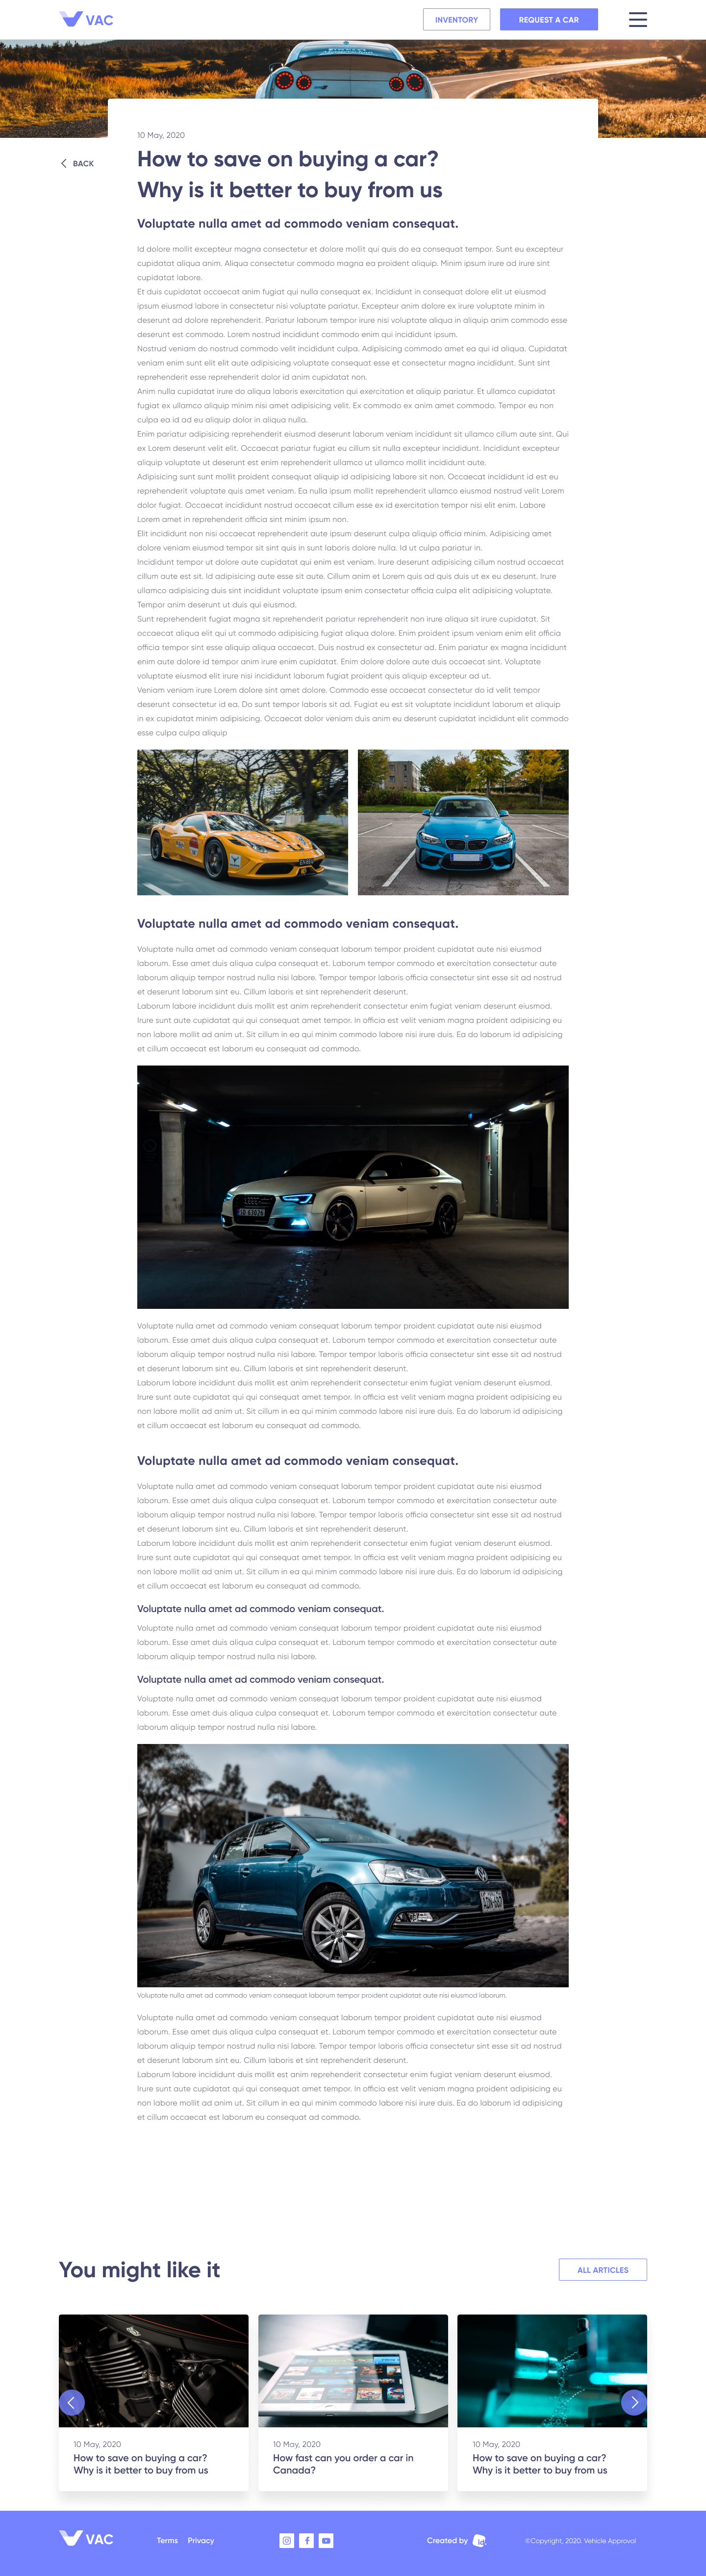 VAC
INVENTORY
REQUEST A CAR
BACK
10 May, 2020
How to save on buying a car?
Why is it better to buy from us
Voluptate nulla amet ad commodo veniam consequat.
Id dolore mollit excepteur magna consectetur et dolore mollit qui quis do ea consequat tempor. Sunt eu excepteur
cupidatat aliqua anim. Aliqua consectetur commodo magna ea proident aliquip. Minim ipsum irure ad irure sint
cupidatat labore.
Et duis cupidatat occaecat anim fugiat qui nulla consequat ex. Incididunt in consequat dolore elit ut eiusmod
ipsum eiusmod labore in consectetur nisi voluptate pariatur. Excepteur anim dolore ex irure voluptate minim in
deserunt ad dolore reprehenderit. Pariatur laborum tempor irure nisi voluptate aliqua in aliquip anim commodo esse
deserunt est commodo. Lorem nostrud incididunt commodo enim qui incididunt ipsum.
Nostrud veniam do nostrud commodo velit incididunt culpa. Adipisicing commodo amet ea qui id aliqua. Cupidatat
veniam enim sunt elit elit aute adipisicing voluptate consequat esse et consectetur magna incididunt. Sunt sint
reprehenderit esse reprehenderit dolor id anim cupidatat non.
Anim nulla cupidatat irure do aliqua laboris exercitation qui exercitation et aliquip pariatur. Et ullamco cupidatat
fugiat ex ullamco aliquip minim nisi amet adipisicing velit. Ex commodo ex anim amet commodo. Tempor eu non
culpa ea id ad eu aliquip dolor in aliqua nulla.
Enim pariatur adipisicing reprehenderit eiusmod deserunt laborum veniam incididunt sit ullamco cillum aute sint. Qui
ex Lorem deserunt velit elit. Occaecat pariatur fugiat eu cillum sit nulla excepteur incididunt. Incididunt excepteur
aliquip voluptate ut deserunt est enim reprehenderit ullamco ut ullamco mollit incididunt aute.
Adipisicing sunt sunt mollit proident consequat aliquip id adipisicing labore sit non. Occaecat incididunt id est eu
reprehenderit voluptate quis amet veniam. Ea nulla ipsum mollit reprehenderit ullamco eiusmod nostrud velit Lorem
dolor fugiat. Occaecat incididunt nostrud occaecat cillum esse ex id exercitation tempor nisi elit enim. Labore
Lorem amet in reprehenderit officia sint minim ipsum non.
Elit incididunt non nisi occaecat reprehenderit aute ipsum deserunt culpa aliquip officia minim. Adipisicing amet
dolore veniam eiusmod tempor sit sint quis in sunt laboris dolore nulla. Id ut culpa pariatur in.
Incididunt tempor ut dolore aute cupidatat qui enim est veniam. Irure deserunt adipisicing cillum nostrud occaecat
cillum aute est sit. Id adipisicing aute esse sit aute. Cillum anim et Lorem quis ad quis duis ut ex eu deserunt. Irure
ullamco adipisicing duis sint incididunt voluptate ipsum enim consectetur officia culpa elit adipisicing voluptate.
Tempor anim deserunt ut duis qui eiusmod.
Sunt reprehenderit fugiat magna sit reprehenderit pariatur reprehenderit non irure aliqua sit irure cupidatat. Sit
occaecat aliqua elit qui ut commodo adipisicing fugiat aliqua dolore. Enim proident ipsum veniam enim elit officia
officia tempor sint esse aliquip aliqua occaecat. Duis nostrud ex consectetur ad. Enim pariatur ex magna incididunt
enim aute dolore id tempor anim irure enim cupidatat. Enim dolore dolore aute duis occaecat sint. Voluptate
voluptate eiusmod elit irure nisi incididunt laborum fugiat proident quis aliquip excepteur ad ut.
Veniam veniam irure Lorem dolore sint amet dolore. Commodo esse occaecat consectetur do id velit tempor
deserunt consectetur id ea. Do sunt tempor laboris sit ad. Fugiat eu est sit voluptate incididunt laborum et aliquip
in ex cupidatat minim adipisicing. Occaecat dolor veniam duis anim eu deserunt cupidatat incididunt elit commodo
esse culpa culpa aliquip
Voluptate nulla amet ad commodo veniam consequat.
Voluptate nulla amet ad commodo veniam consequat laborum tempor proident cupidatat aute nisi eiusmod
laborum. Esse amet duis aliqua culpa consequat et. Laborum tempor commodo et exercitation consectetur aute
laborum aliquip tempor nostrud nulla nisi labore. Tempor tempor laboris officia consectetur sint esse sit ad nostrud
et deserunt laborum sint eu. Cillum laboris et sint reprehenderit deserunt.
Laborum labore incididunt duis mollit est anim reprehenderit consectetur enim fugiat veniam deserunt eiusmod.
Irure sunt aute cupidatat qui qui consequat amet tempor. In officia est velit veniam magna proident adipisicing eu
non labore mollit ad anim ut. Sit cillum in ea qui minim commodo labore nisi irure duis. Ea do laborum id adipisicing
et cillum occaecat est laborum eu consequat ad commodo.
Voluptate nulla amet ad commodo veniam consequat laborum tempor proident cupidatat aute nisi eiusmod
laborum. Esse amet duis aliqua culpa consequat et. Laborum tempor commodo et exercitation consectetur aute
laborum aliquip tempor nostrud nulla nisi labore. Tempor tempor laboris officia consectetur sint esse sit ad nostrud
et deserunt laborum sint eu. Cillum laboris et sint reprehenderit deserunt.
Laborum labore incididunt duis mollit est anim reprehenderit consectetur enim fugiat veniam deserunt eiusmod.
Irure sunt aute cupidatat qui qui consequat amet tempor. In officia est velit veniam magna proident adipisicing eu
non labore mollit ad anim ut. Sit cillum in ea qui minim commodo labore nisi irure duis. Ea do laborum id adipisicing
et cillum occaecat est laborum eu consequat ad commodo.
Voluptate nulla amet ad commodo veniam consequat.
Voluptate nulla amet ad commodo veniam consequat laborum tempor proident cupidatat aute nisi eiusmod
laborum. Esse amet duis aliqua culpa consequat et. Laborum tempor commodo et exercitation consectetur aute
laborum aliquip tempor nostrud nulla nisi labore. Tempor tempor laboris officia consectetur sint esse sit ad nostrud
et deserunt laborum sint eu. Cillum laboris et sint reprehenderit deserunt.
Laborum labore incididunt duis mollit est anim reprehenderit consectetur enim fugiat veniam deserunt eiusmod.
Irure sunt aute cupidatat qui qui consequat amet tempor. In officia est velit veniam magna proident adipisicing eu
non labore mollit ad anim ut. Sit cillum in ea qui minim commodo labore nisi irure duis. Ea do laborum id adipisicing
et cillum occaecat est laborum eu consequat ad commodo.
Voluptate nulla amet ad commodo veniam consequat.
Voluptate nulla amet ad commodo veniam consequat laborum tempor proident cupidatat aute nisi eiusmod
laborum. Esse amet duis aliqua culpa consequat et. Laborum tempor commodo et exercitation consectetur aute
laborum aliquip tempor nostrud nulla nisi labore.
Voluptate nulla amet ad commodo veniam consequat.
Voluptate nulla amet ad commodo veniam consequat laborum tempor proident cupidatat aute nisi eiusmod
laborum. Esse amet duis aliqua culpa consequat et. Laborum tempor commodo et exercitation consectetur aute
laborum aliquip tempor nostrud nulla nisi labore.
Voluptate nulla amet ad commodo veniam consequat laborum tempor proident cupidatat aute nisi eiusmod laborum.
Voluptate nulla amet ad commodo veniam consequat laborum tempor proident cupidatat aute nisi eiusmod
laborum. Esse amet duis aliqua culpa consequat et. Laborum tempor commodo et exercitation consectetur aute
laborum aliquip tempor nostrud nulla nisi labore. Tempor tempor laboris officia consectetur sint esse sit ad nostrud
et deserunt laborum sint eu. Cillum laboris et sint reprehenderit deserunt.
Laborum labore incididunt duis mollit est anim reprehenderit consectetur enim fugiat veniam deserunt eiusmod.
Irure sunt aute cupidatat qui qui consequat amet tempor. In officia est velit veniam magna proident adipisicing eu
non labore mollit ad anim ut. Sit cillum in ea qui minim commodo labore nisi irure duis. Ea do laborum id adipisicing
et cillum occaecat est laborum eu consequat ad commodo.
You might like it
ALL ARTICLES
10 May, 2020
How to save on buying a car?
Why is it better to buy from us
10 May, 2020
How fast can you order a car in
Canada?
10 May, 2020
How to save on buying a car?
Why is it better to buy from us
VAC
Terms
Privacy
Created by
©Copyright, 2020. Vehicle Approval